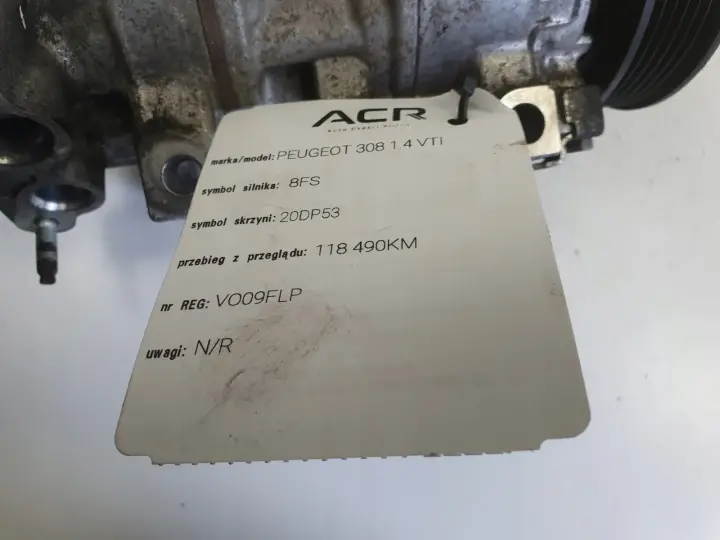 ACR
marka/model: PEUGEOT 308 1.4 VTI
symbol silnika: 8FS
symbol skrzyni: 20DP53
przebieg z przeglądu: 118 490KM
nr REG: VO09FLP
uwagi: N/R